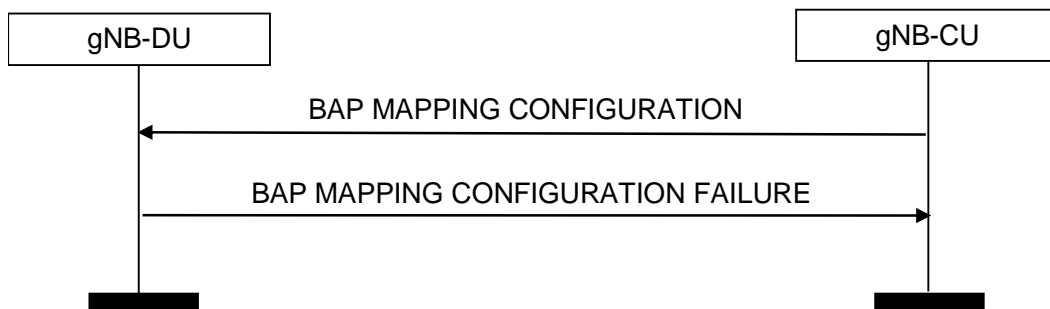 gNB-DU
gNB-CU
BAP MAPPING CONFIGURATION
BAP MAPPING CONFIGURATION FAILURE